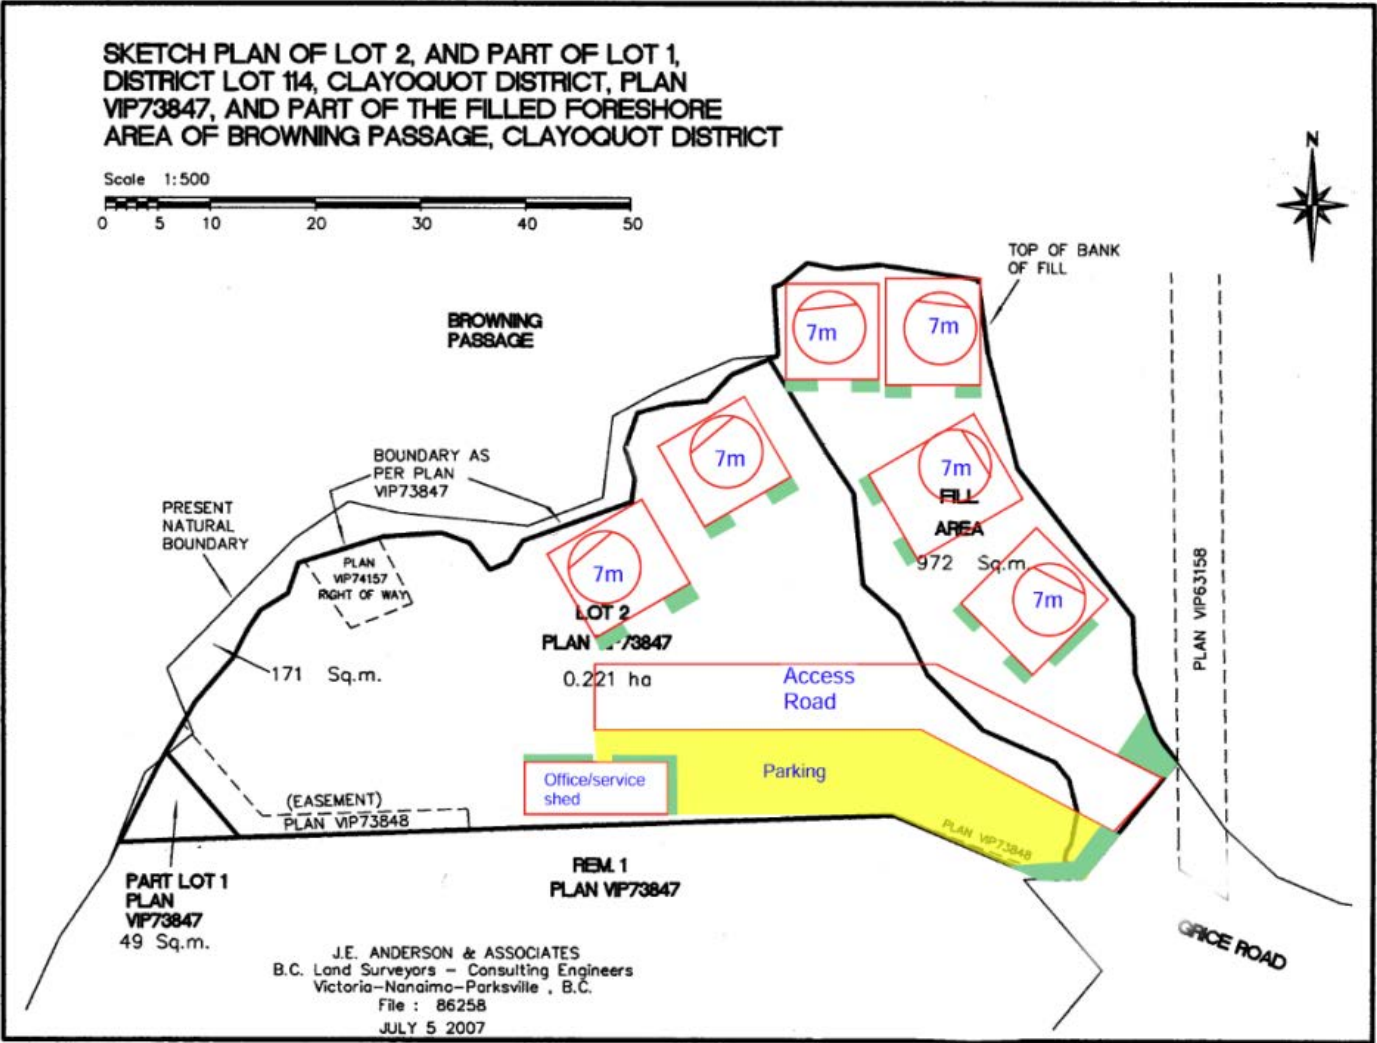 SKETCH PLAN OF LOT 2, AND PART OF LOT 1,
DISTRICT LOT 114, CLAYOQUOT DISTRICT, PLAN
VIP73847, AND PART OF THE FILLED FORESHORE
AREA OF BROWNING PASSAGE, CLAYOQUOT DISTRICT
Scale 1:500
0 5 10 20 30 40 50
N
TOP OF BANK
OF FILL
BROWNING
PASSAGE
7m
7m
BOUNDARY AS
PER PLAN
VIP73847
7m
7m
PRESENT
NATURAL
BOUNDARY
FILL
AREA
972 Sq.m.
PLAN
VIP74157
RIGHT OF WAY
7m
7m
PLAN VIP63158
LOT 2
PLAN 73847
0.221 ha
171 Sq.m.
Access
Road
Parking
Office/service
shed
(EASEMENT)
PLAN VIP73848
PLAN VIP73848
REM. 1
PLAN VIP73847
PART LOT 1
PLAN
VIP73847
49 Sq.m.
GRICE ROAD
J.E. ANDERSON & ASSOCIATES
B.C. Land Surveyors - Consulting Engineers
Victoria-Nanaimo-Parksville , B.C.
File : 86258
JULY 5 2007